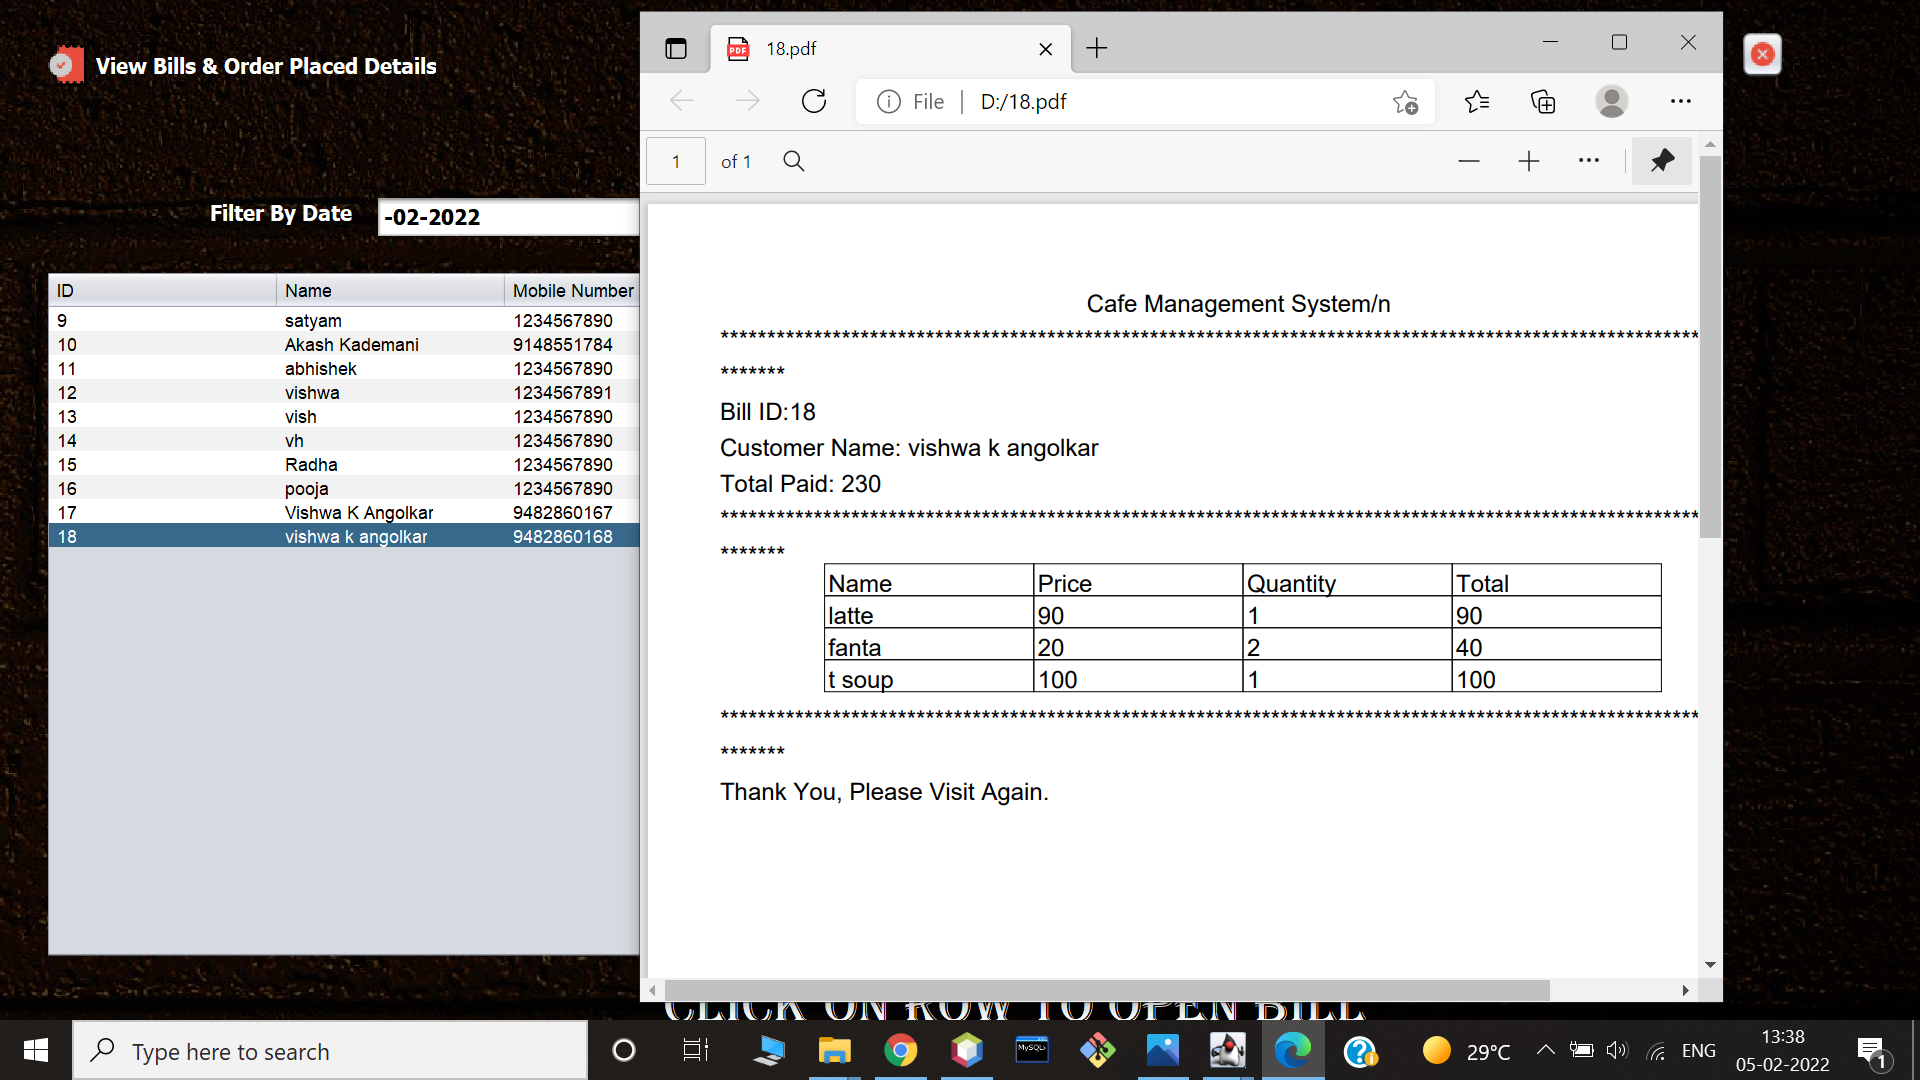 View Bills & Order Placed Details
Filter By Date -02-2022
ID Name Mobile Number
9 satyam 1234567890
10 Akash Kademani 9148551784
11 abhishek 1234567890
12 vishwa 1234567891
13 vish 1234567890
14 vh 1234567890
15 Radha 1234567890
16 pooja 1234567890
17 Vishwa K Angolkar 9482860167
18 vishwa k angolkar 9482860168
PDF 18.pdf
File D:/18.pdf
1 of 1
Cafe Management System/n
*********************************************************************************************************
*******
Bill ID:18
Customer Name: vishwa k angolkar
Total Paid: 230
*********************************************************************************************************
*******
Name Price Quantity Total
latte 90 1 90
fanta 20 2 40
t soup 100 1 100
*********************************************************************************************************
*******
Thank You, Please Visit Again.
CLICK ON ROW TO OPEN BILL
Type here to search
MySQL
29°C
ENG
13:38
05-02-2022
1